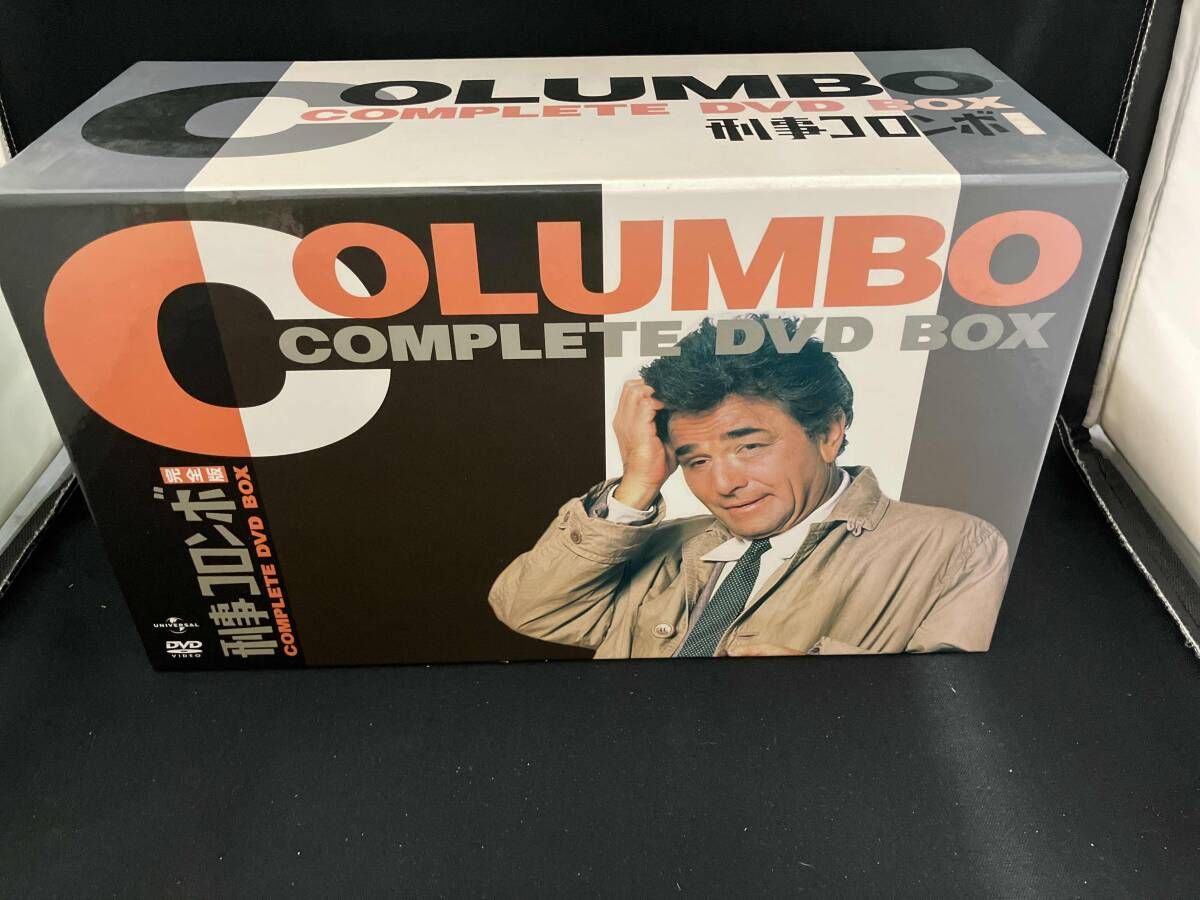 COLUMBO
COMPLETE DVD BOX
刑事コロンボ
COLUMBO
COMPLETE DVD BOX
刑事コロンボ 完全版
COMPLETE DVD BOX
UNIVERSAL
DVD
VIDEO